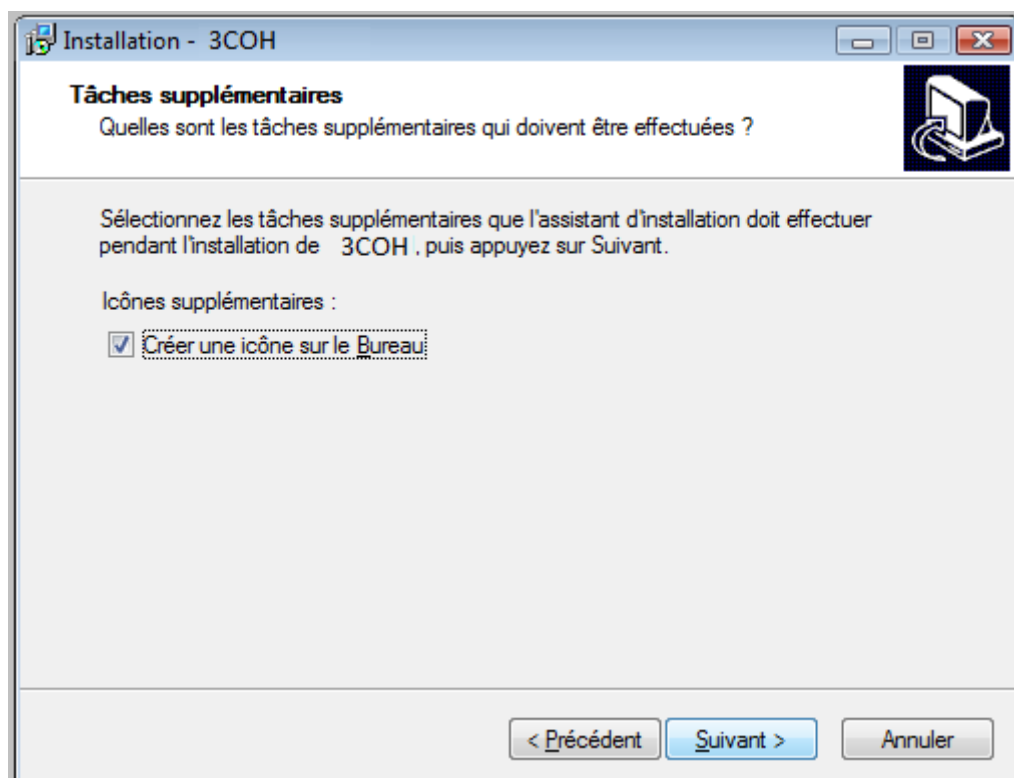 Installation - 3COH
Tâches supplémentaires
Quelles sont les tâches supplémentaires qui doivent être effectuées ?
Sélectionnez les tâches supplémentaires que l'assistant d'installation doit effectuer
pendant l'installation de 3COH , puis appuyez sur Suivant.
Icônes supplémentaires :
Créer une icône sur le Bureau
< Précédent
Suivant >
Annuler